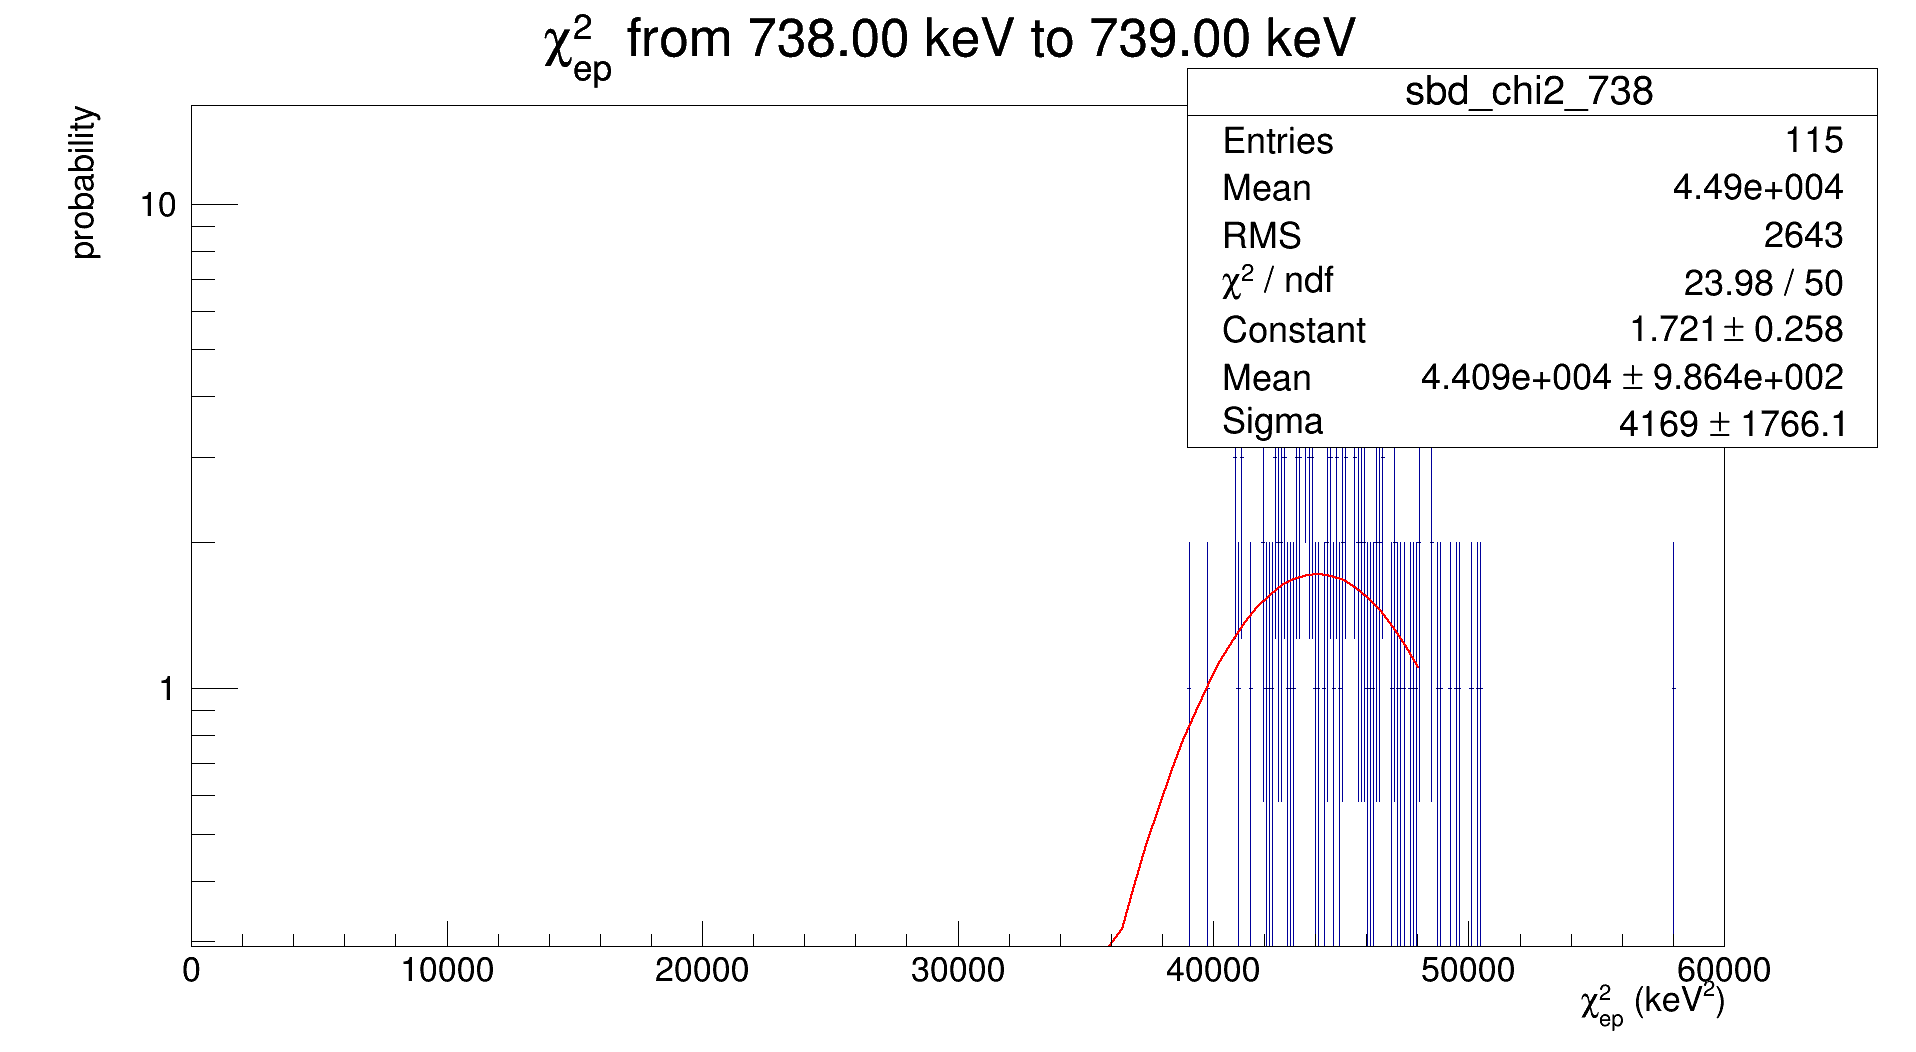 χ²ep from 738.00 keV to 739.00 keV
sbd_chi2_738
Entries 115
Mean 4.49e+004
RMS 2643
χ² / ndf 23.98 / 50
Constant 1.721 ± 0.258
Mean 4.409e+004 ± 9.864e+002
Sigma 4169 ± 1766.1
probability
10
1
0 10000 20000 30000 40000 50000 60000
χ²ep (keV²)